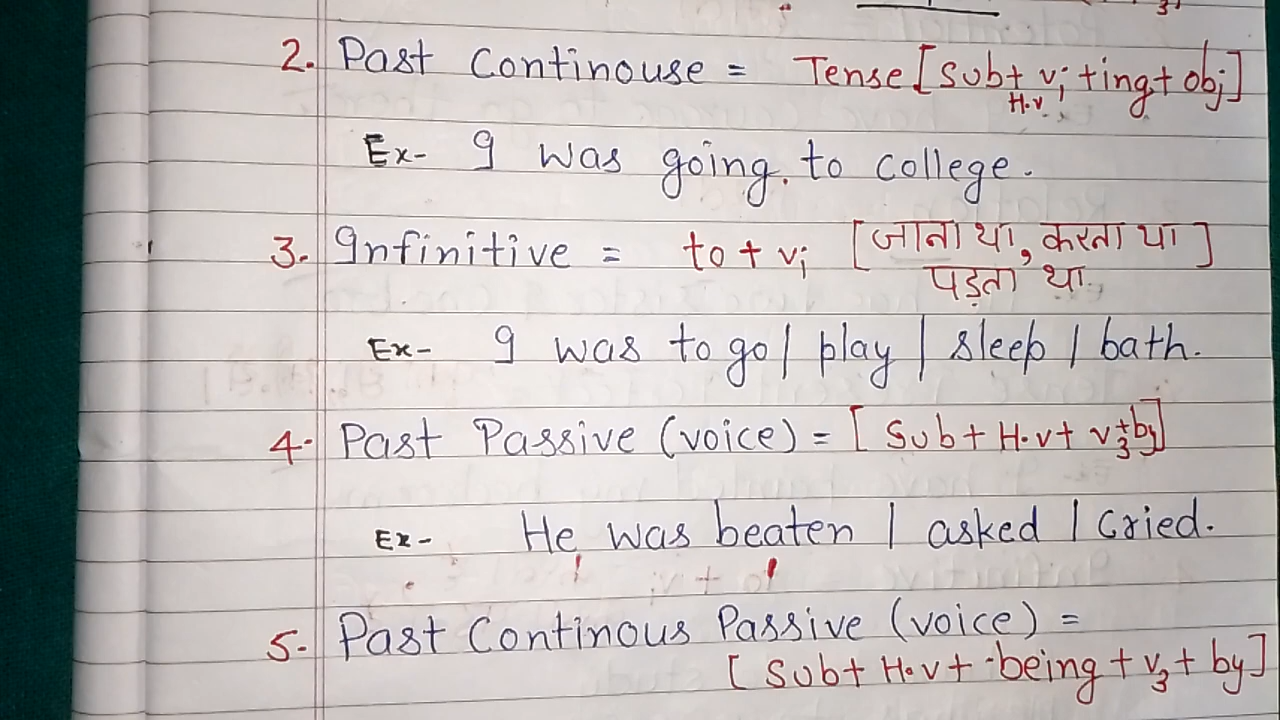 2. Past Continouse = Tense [Sub + v1 + ing + obj]
H.v
Ex- I was going. to college.
3. Infinitive = to + v1 [जाना था, करना था]
पड़ता था.
Ex- I was to go / play / sleep / bath.
4- Past Passive (voice) = [Sub + H.v + v3 + by]
Ex- He was beaten / asked / Cried.
5- Past Continous Passive (voice) =
[Sub + H.v + being + v3 + by]